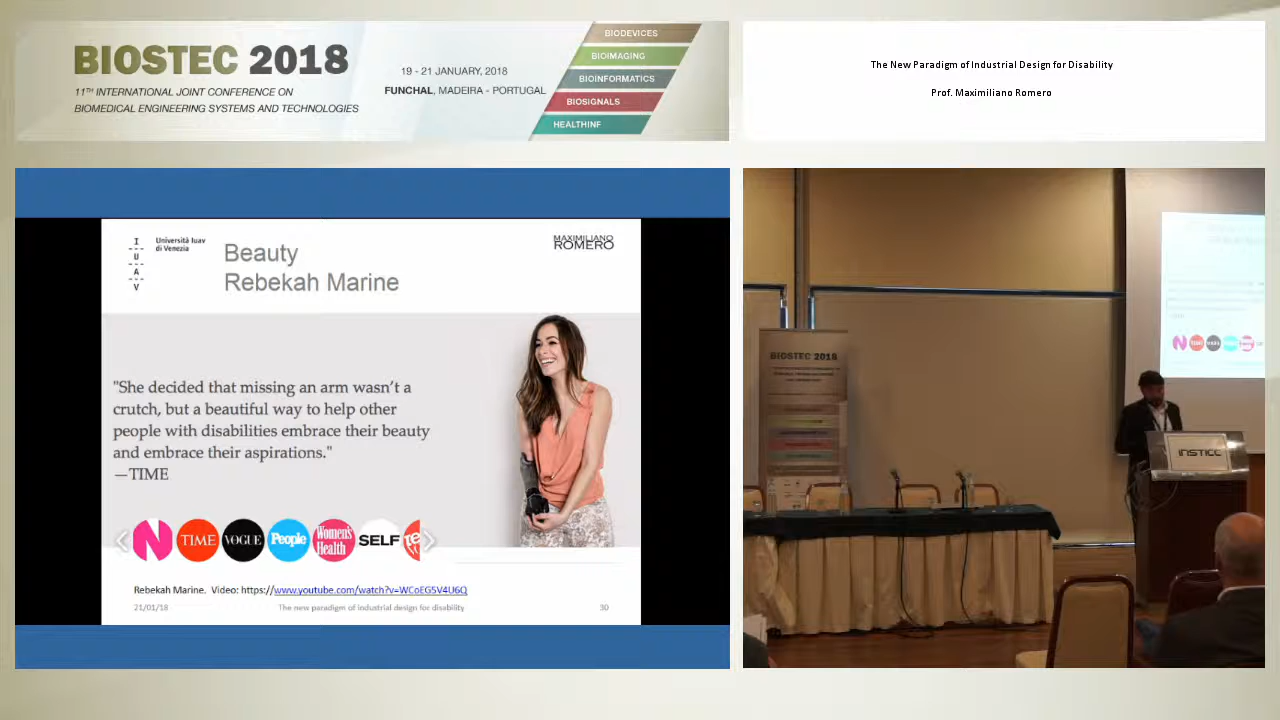 BIOSTEC 2018
11TH INTERNATIONAL JOINT CONFERENCE ON
BIOMEDICAL ENGINEERING SYSTEMS AND TECHNOLOGIES
19 - 21 JANUARY, 2018
FUNCHAL, MADEIRA - PORTUGAL
BIODEVICES
BIOIMAGING
BIOINFORMATICS
BIOSIGNALS
HEALTHINF
The New Paradigm of Industrial Design for Disability
Prof. Maximiliano Romero
I
U
A
V
Università Iuav
di Venezia
Beauty
Rebekah Marine
MAXIMILIANO
ROMERO
"She decided that missing an arm wasn't a
crutch, but a beautiful way to help other
people with disabilities embrace their beauty
and embrace their aspirations."
—TIME
N TIME VOGUE People Women's Health SELF
Rebekah Marine. Video: https://www.youtube.com/watch?v=WCoEG5V4U6Q
21/01/18 The new paradigm of industrial design for disability 30
BIOSTEC 2018
INSTICC